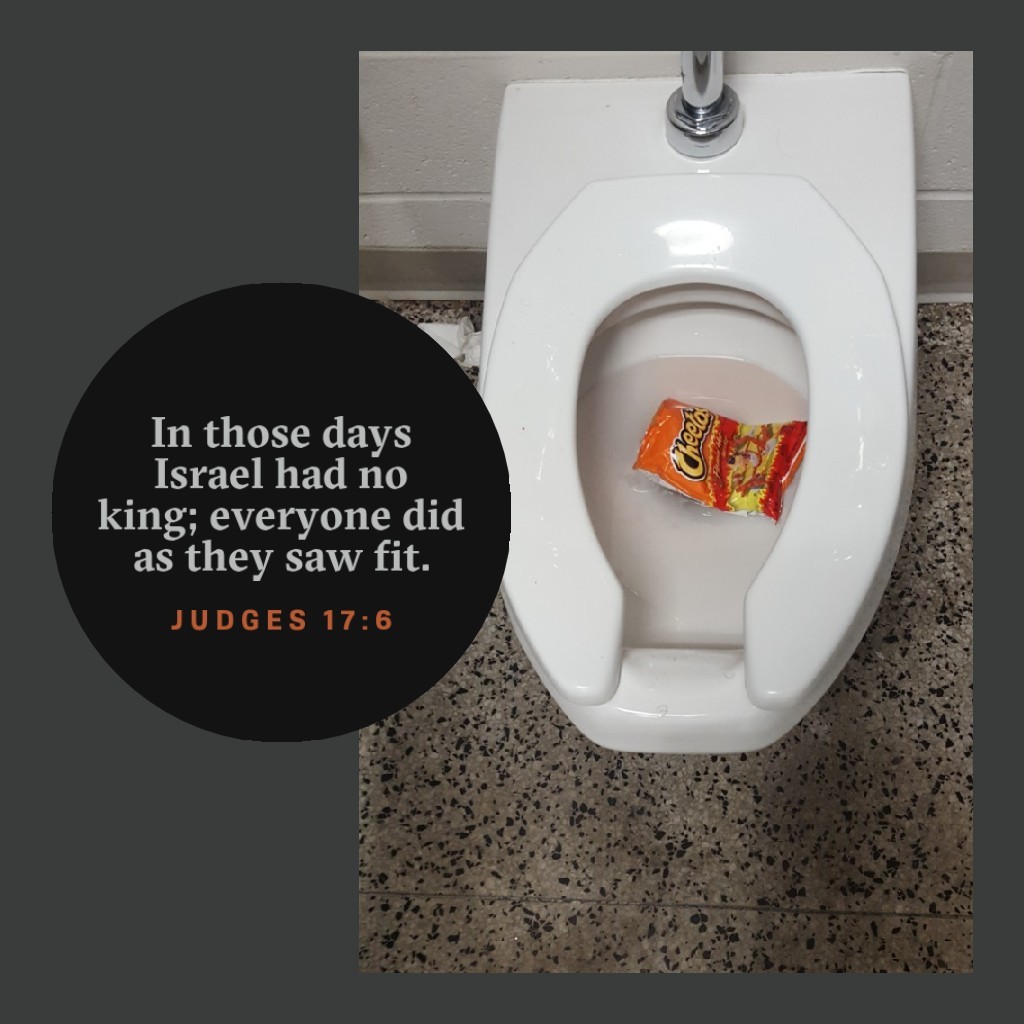 In those days
Israel had no
king; everyone did
as they saw fit.
JUDGES 17:6
Cheetos